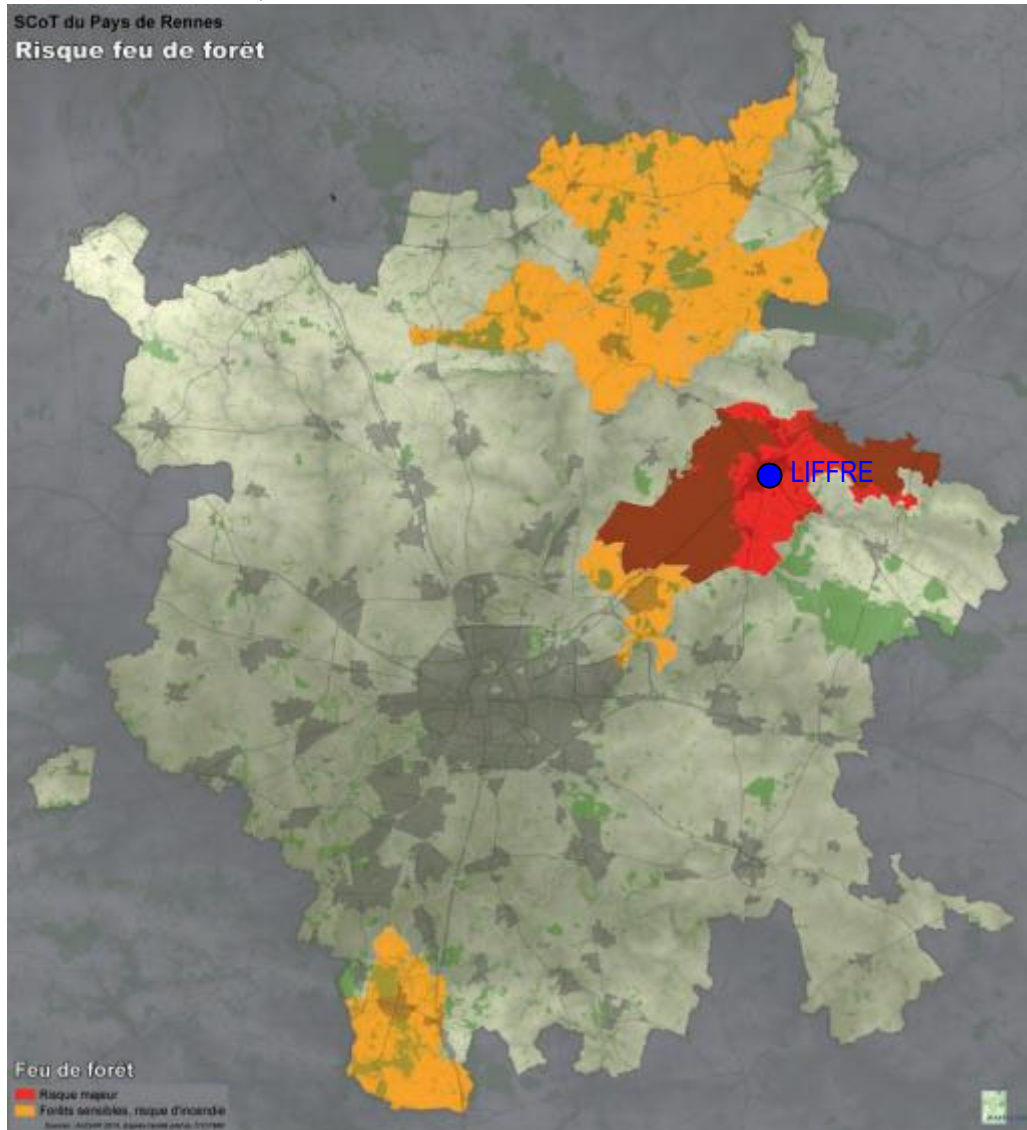 SCoT du Pays de Rennes
Risque feu de forêt
LIFFRE
Feu de forêt
Risque majeur
Forêts sensibles, risque d'incendie